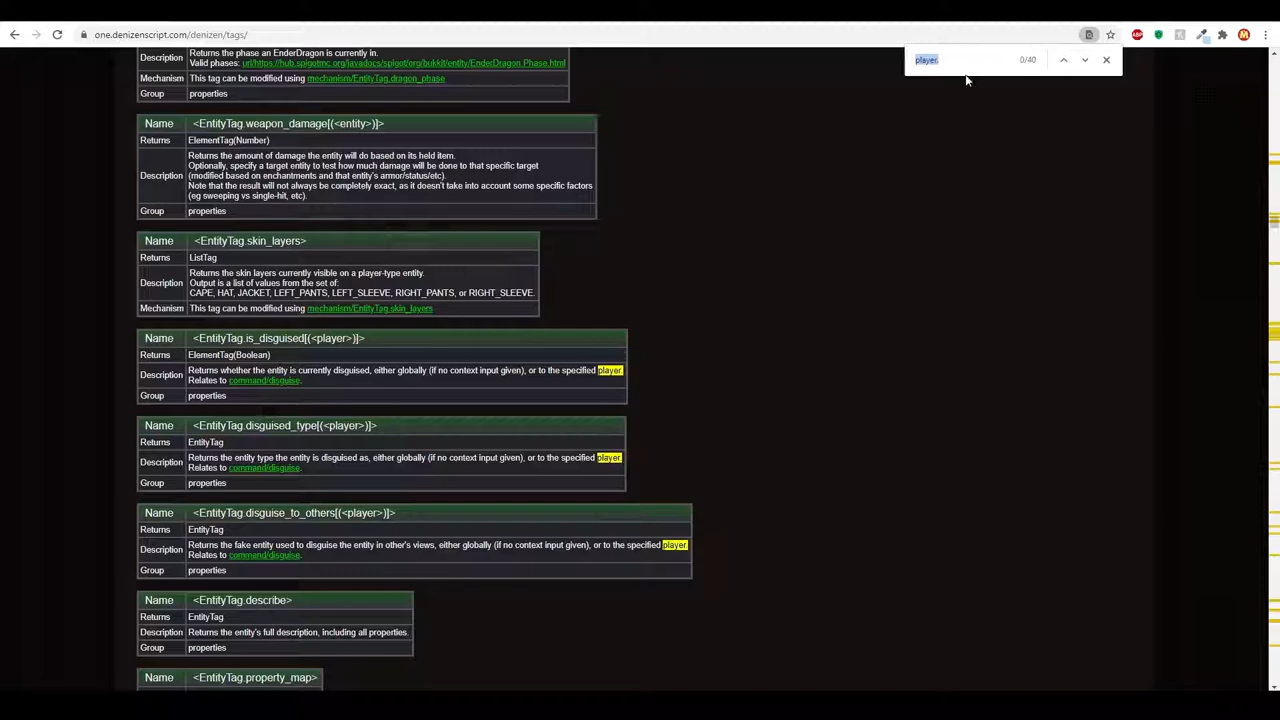 one.denizenscript.com/denizen/tags/
player.
0/40
Returns the phase an EnderDragon is currently in.
Description
Valid phases: url/https://hub.spigotmc.org/javadocs/spigot/org/bukkit/entity/EnderDragon.Phase.html
Mechanism This tag can be modified using mechanism/EntityTag.dragon_phase
Group properties
Name <EntityTag.weapon_damage[(<entity>)]>
Returns ElementTag(Number)
Returns the amount of damage the entity will do based on its held item.
Optionally, specify a target entity to test how much damage will be done to that specific target
Description (modified based on enchantments and that entity's armor/status/etc).
Note that the result will not always be completely exact, as it doesn't take into account some specific factors
(eg sweeping vs single-hit, etc).
Group properties
Name <EntityTag.skin_layers>
Returns ListTag
Returns the skin layers currently visible on a player-type entity.
Description Output is a list of values from the set of:
CAPE, HAT, JACKET, LEFT_PANTS, LEFT_SLEEVE, RIGHT_PANTS, or RIGHT_SLEEVE.
Mechanism This tag can be modified using mechanism/EntityTag.skin_layers
Name <EntityTag.is_disguised[(<player>)]>
Returns ElementTag(Boolean)
Returns whether the entity is currently disguised, either globally (if no context input given), or to the specified player.
Description
Relates to command/disguise.
Group properties
Name <EntityTag.disguised_type[(<player>)]>
Returns EntityTag
Returns the entity type the entity is disguised as, either globally (if no context input given), or to the specified player.
Description
Relates to command/disguise.
Group properties
Name <EntityTag.disguise_to_others[(<player>)]>
Returns EntityTag
Returns the fake entity used to disguise the entity in other's views, either globally (if no context input given), or to the specified player.
Description
Relates to command/disguise.
Group properties
Name <EntityTag.describe>
Returns EntityTag
Description Returns the entity's full description, including all properties.
Group properties
Name <EntityTag.property_map>